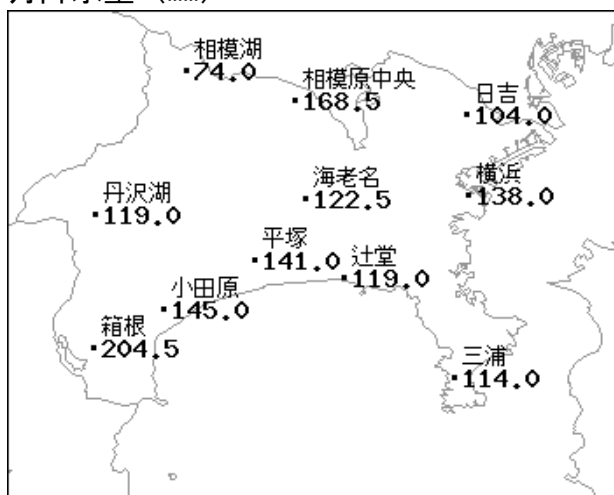 相模湖
74.0
相模原中央
168.5
日吉
104.0
海老名
122.5
横浜
138.0
丹沢湖
119.0
平塚
141.0
辻堂
119.0
小田原
145.0
箱根
204.5
三浦
114.0